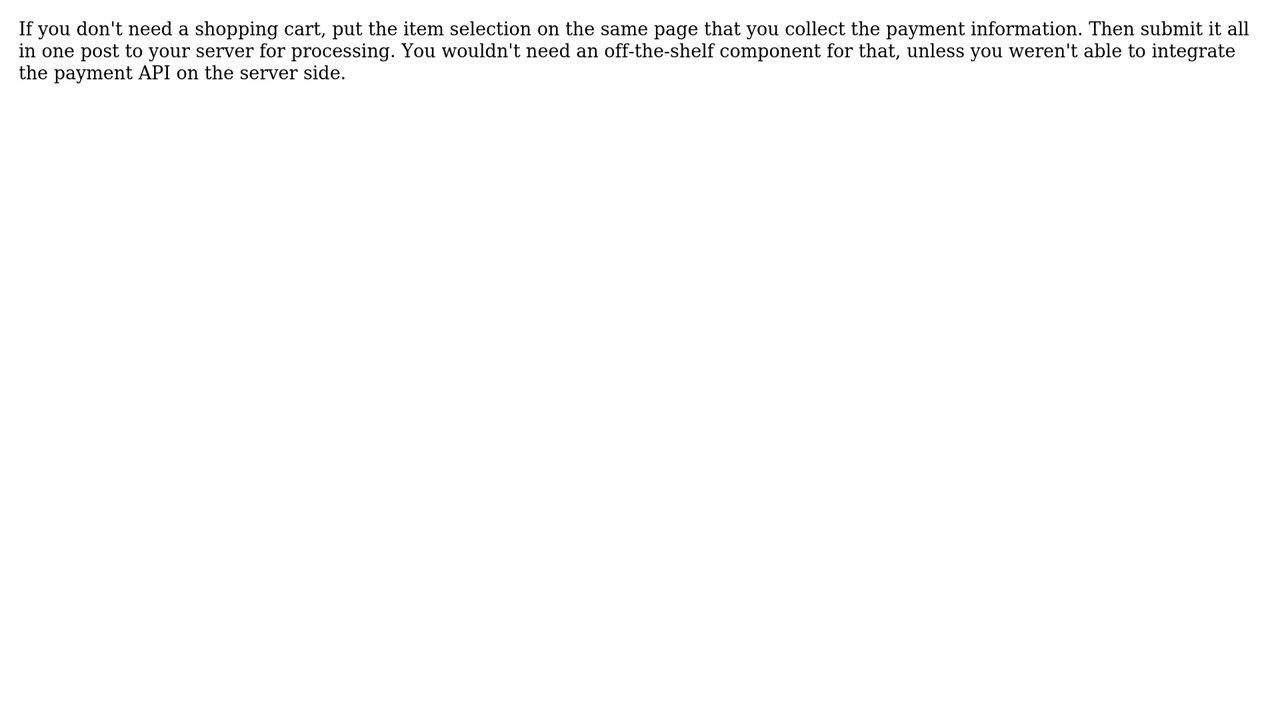 If you don't need a shopping cart, put the item selection on the same page that you collect the payment information. Then submit it all
in one post to your server for processing. You wouldn't need an off-the-shelf component for that, unless you weren't able to integrate
the payment API on the server side.